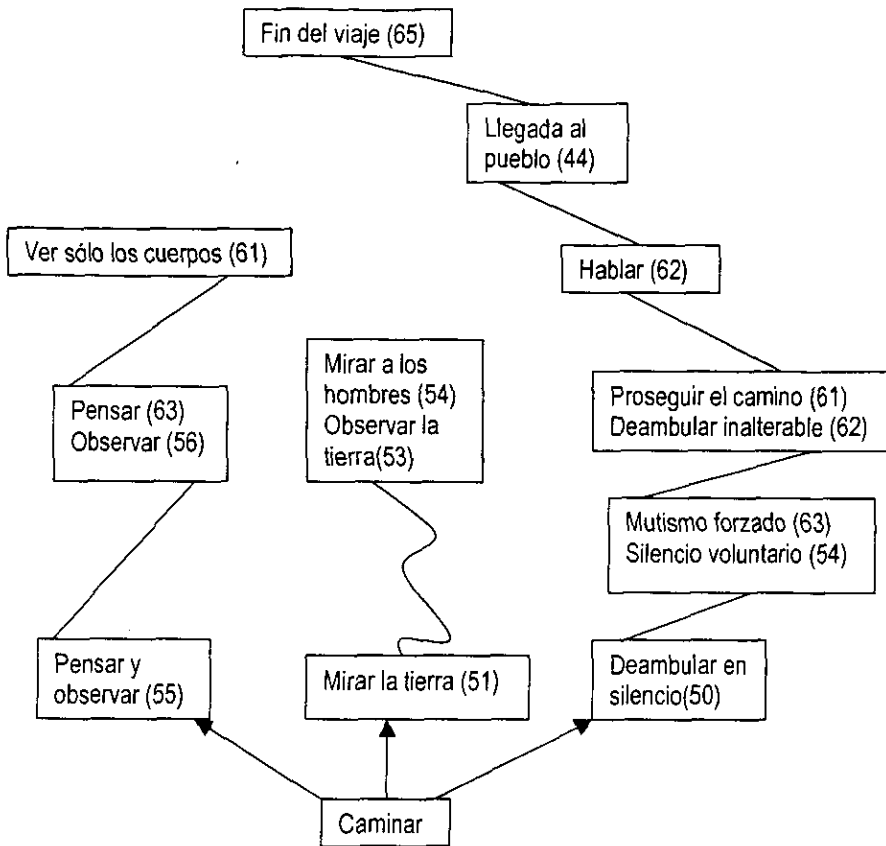 Fin del viaje (65)
Llegada al
pueblo (44)
Ver sólo los cuerpos (61)
Hablar (62)
Mirar a los
hombres (54)
Observar la
tierra(53)
Pensar (63)
Observar (56)
Proseguir el camino (61)
Deambular inalterable (62)
Mutismo forzado (63)
Silencio voluntario (54)
Pensar y
observar (55)
Mirar la tierra (51)
Deambular en
silencio(50)
Caminar